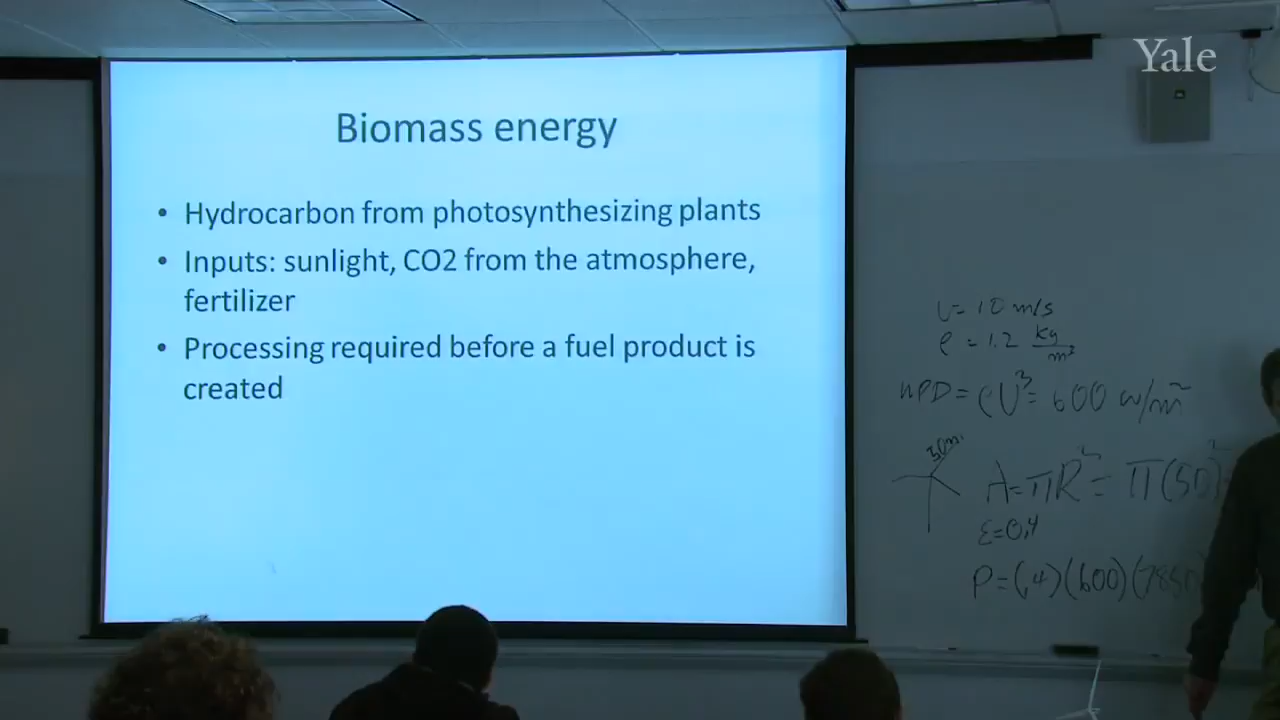 Yale
Biomass energy
• Hydrocarbon from photosynthesizing plants
• Inputs: sunlight, CO2 from the atmosphere,
fertilizer
• Processing required before a fuel product is
created
U = 10 m/s
ρ = 1.2 kg/m³
WPD = ρU³ = 600 W/m²
A = πR² = π(50)²
ε = 0.4
P = (.4)(600)(7850